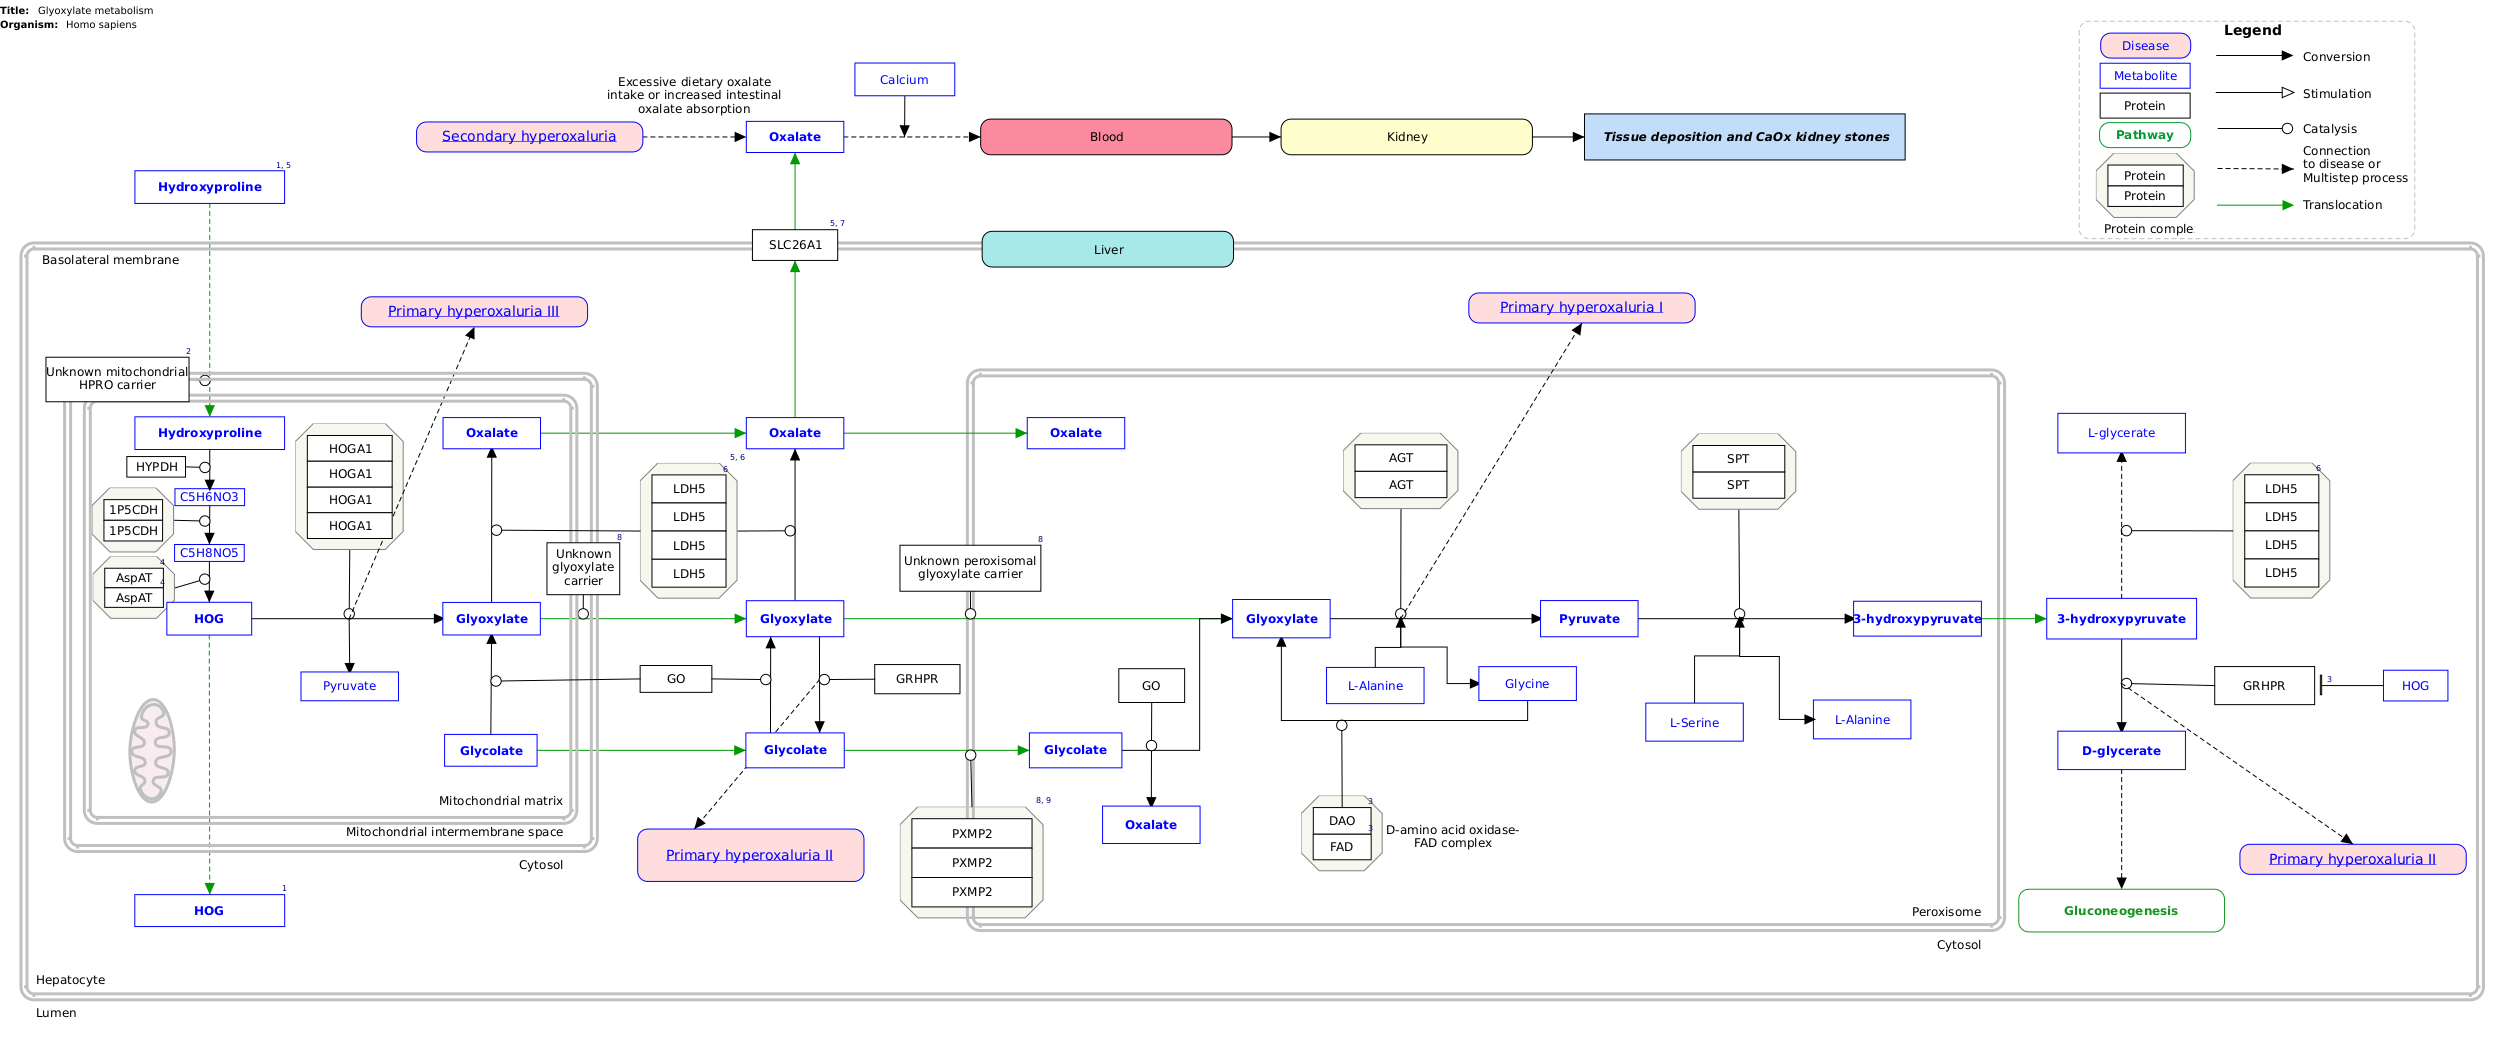 Title: Glyoxylate metabolism
Organism: Homo sapiens
Legend
Disease
Metabolite
Protein
Pathway
Protein
Protein
Protein comple
Conversion
Stimulation
Catalysis
Connection
to disease or
Multistep process
Translocation
Excessive dietary oxalate
intake or increased intestinal
oxalate absorption
Calcium
Secondary hyperoxaluria
Oxalate
Blood
Kidney
Tissue deposition and CaOx kidney stones
1, 5
Hydroxyproline
5, 7
SLC26A1
Liver
Basolateral membrane
Primary hyperoxaluria III
Primary hyperoxaluria I
2
Unknown mitochondrial
HPRO carrier
Hydroxyproline
HYPDH
C5H6NO3
1P5CDH
1P5CDH
C5H8NO5
4
AspAT
4
AspAT
HOG
HOGA1
HOGA1
HOGA1
HOGA1
Pyruvate
Oxalate
Glyoxylate
Glycolate
8
Unknown
glyoxylate
carrier
5, 6
6
LDH5
LDH5
LDH5
LDH5
Oxalate
Glyoxylate
GO
GRHPR
Glycolate
Oxalate
8
Unknown peroxisomal
glyoxylate carrier
Glycolate
GO
Oxalate
Glyoxylate
AGT
AGT
L-Alanine
Glycine
Pyruvate
SPT
SPT
L-Serine
L-Alanine
3-hydroxypyruvate
3
DAO
3
FAD
D-amino acid oxidase-
FAD complex
L-glycerate
6
LDH5
LDH5
LDH5
LDH5
3-hydroxypyruvate
GRHPR
3
HOG
D-glycerate
Primary hyperoxaluria II
Gluconeogenesis
Mitochondrial matrix
Mitochondrial intermembrane space
Cytosol
Primary hyperoxaluria II
8, 9
PXMP2
PXMP2
PXMP2
1
HOG
Peroxisome
Cytosol
Hepatocyte
Lumen